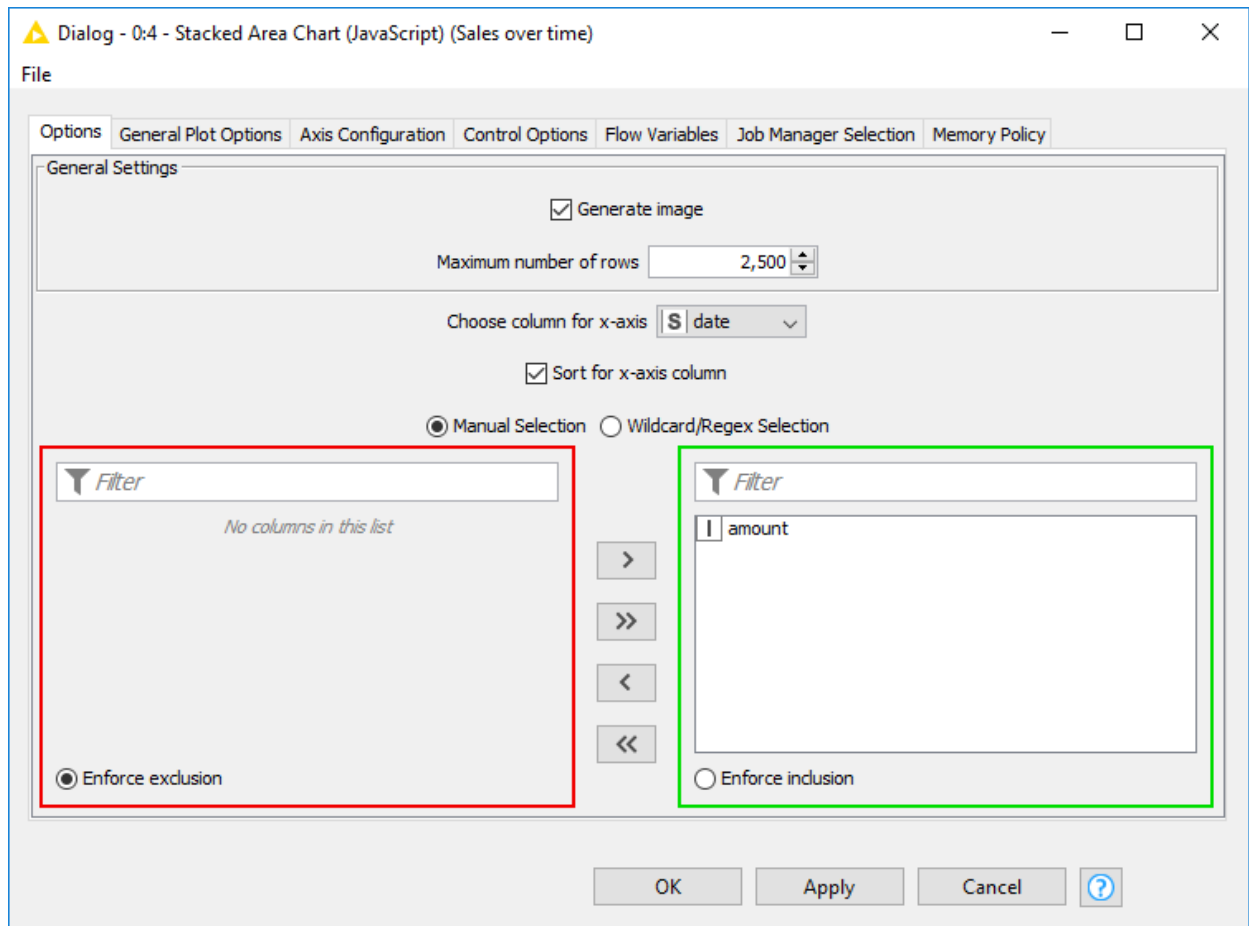 Dialog - 0:4 - Stacked Area Chart (JavaScript) (Sales over time)
File
Options General Plot Options Axis Configuration Control Options Flow Variables Job Manager Selection Memory Policy
General Settings
Generate image
Maximum number of rows 2,500
Choose column for x-axis S date
Sort for x-axis column
Manual Selection Wildcard/Regex Selection
Filter Filter
No columns in this list I amount
>
>>
<
<<
Enforce exclusion Enforce inclusion
OK Apply Cancel ?